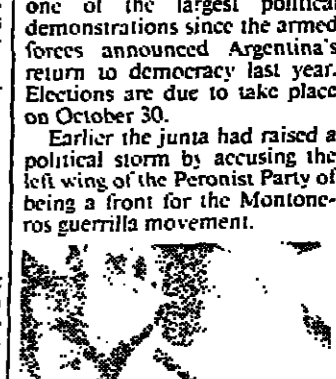 one of the largest political
demonstrations since the armed
forces announced Argentina's
return to democracy last year.
Elections are due to take place
on October 30.
Earlier the junta had raised a
political storm by accusing the
left wing of the Peronist Party of
being a front for the Montone-
ros guerrilla movement.